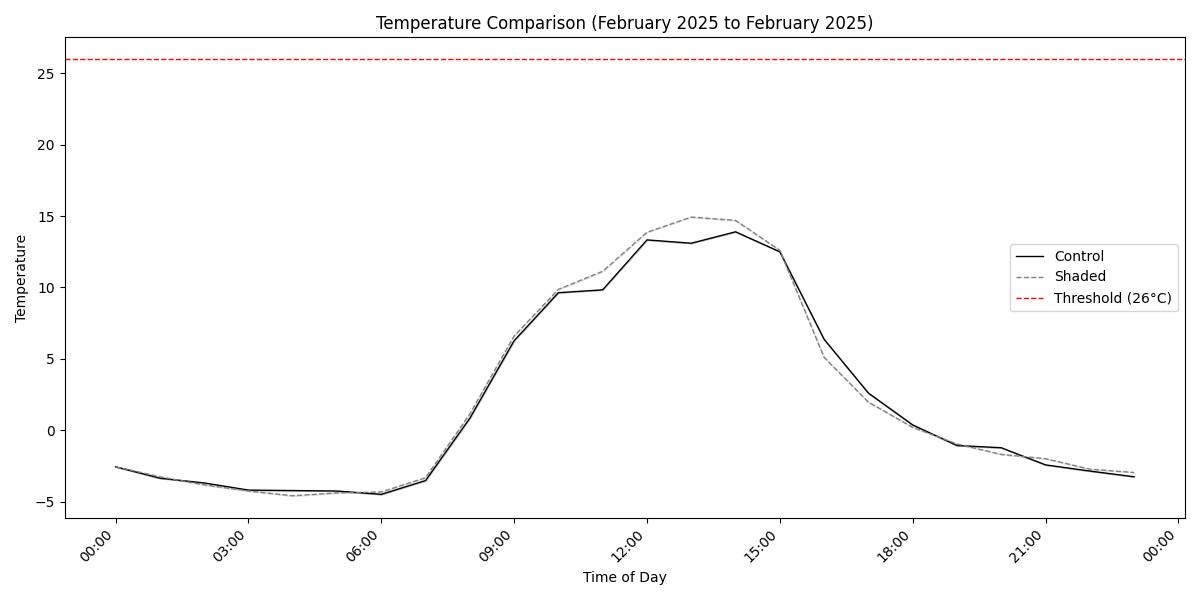 Temperature Comparison (February 2025 to February 2025)
25
20
15
10
5
0
−5
Temperature
Control
Shaded
Threshold (26°C)
00:00
03:00
06:00
09:00
12:00
15:00
18:00
21:00
00:00
Time of Day